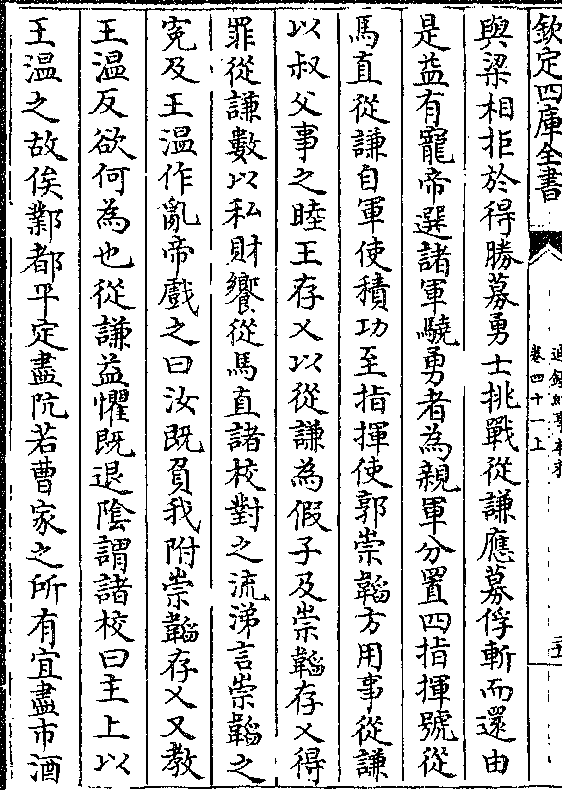 欽定四庫全書
通鑑紀事本末
卷四十一上
與梁相拒於得勝募勇士挑戰從謙應募俘斬而還由
是益有寵帝選諸軍驍勇者為親軍分置四指揮號從
馬直從謙自軍使積功至指揮使郭崇韜方用事從謙
以叔父事之睦王存乂以從謙為假子及崇韜存乂得
罪從謙數以私財饗從馬直諸校對之流涕言崇韜之
寃及王温作亂帝戲之曰汝既負我附崇韜存乂又教
王温反欲何為也從謙益懼既退陰謂諸校曰主上以
王温之故俟鄴都平定盡阬若曹家之所有宜盡市酒